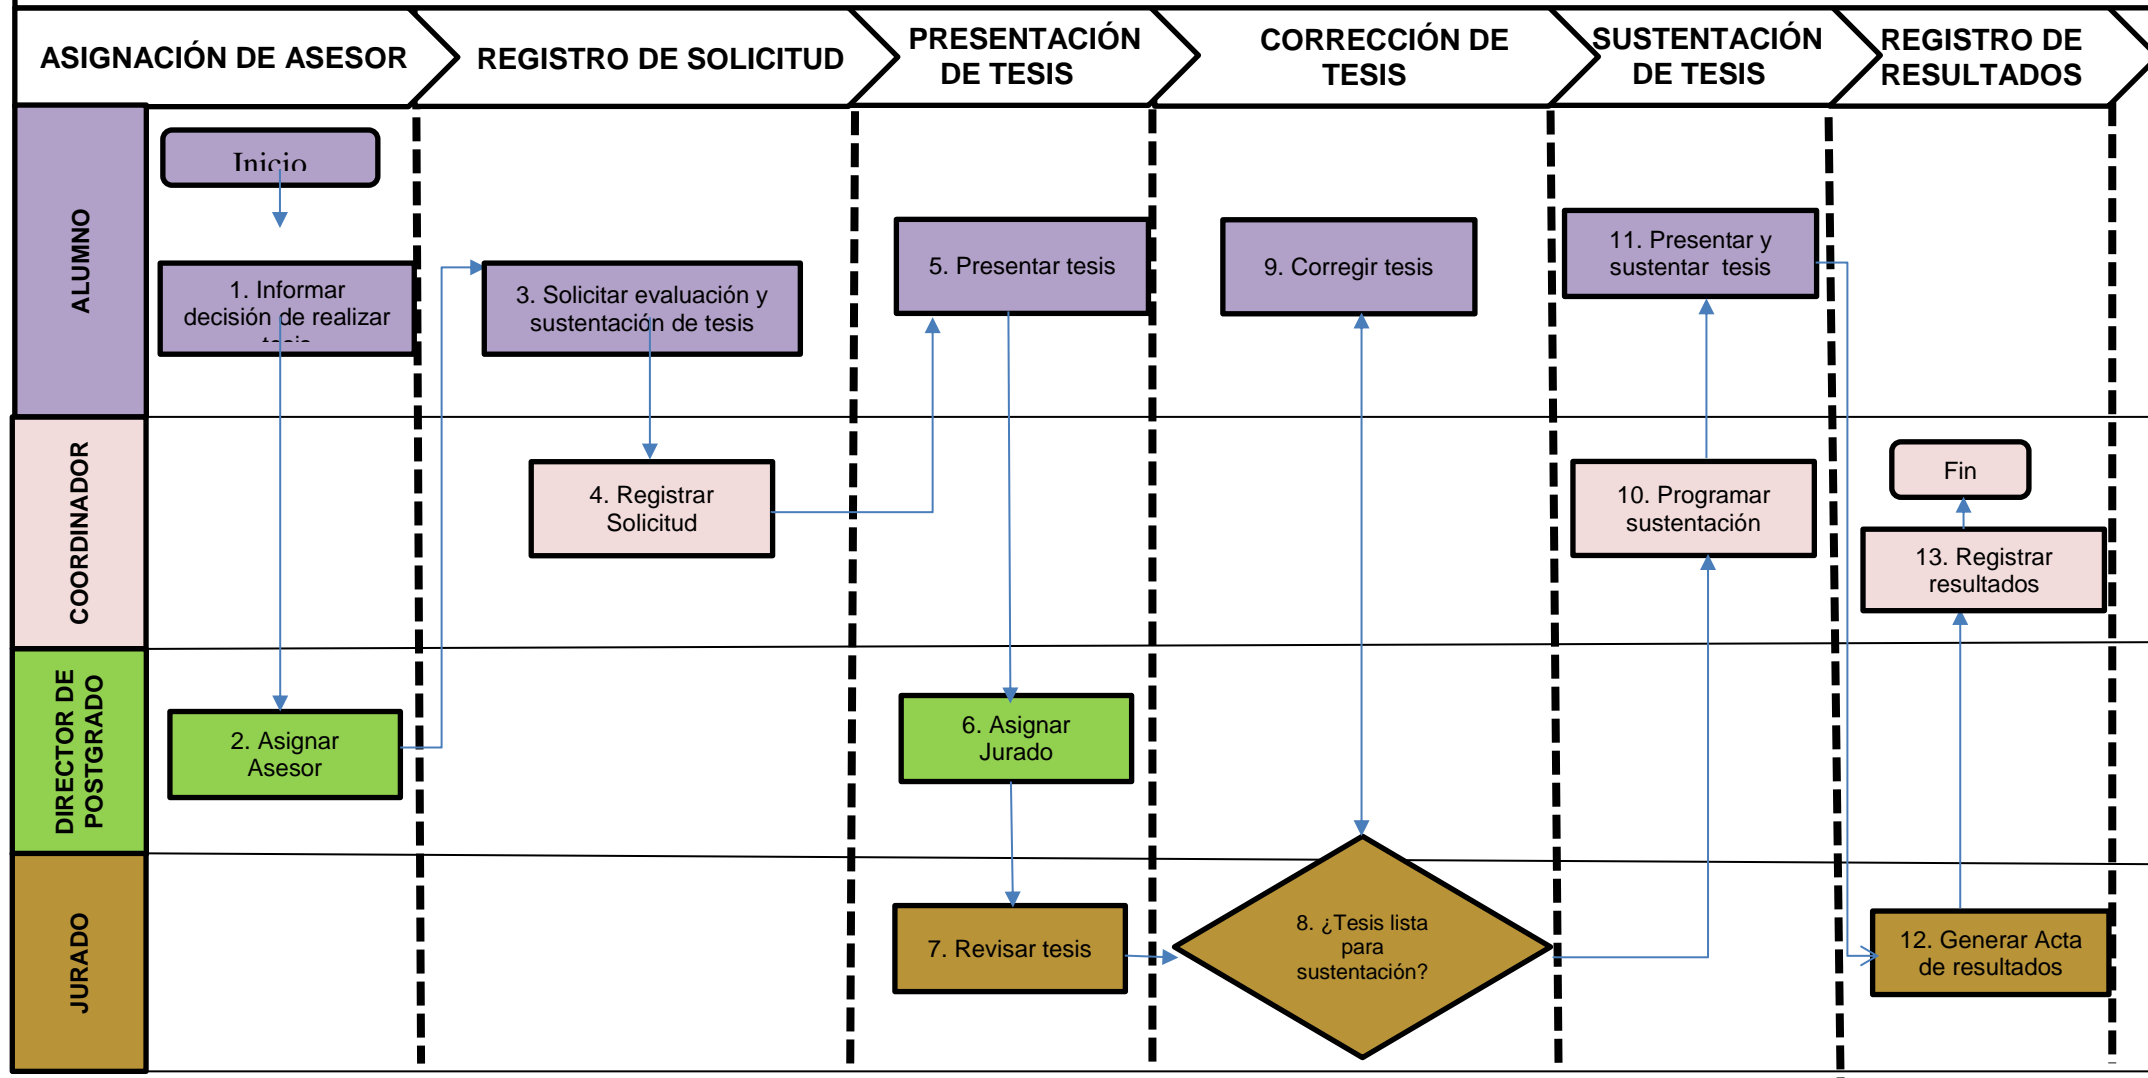 ASIGNACIÓN DE ASESOR
REGISTRO DE SOLICITUD
PRESENTACIÓN
DE TESIS
CORRECCIÓN DE
TESIS
SUSTENTACIÓN
DE TESIS
REGISTRO DE
RESULTADOS
ALUMNO
Inicio
1. Informar
decisión de realizar
tesis
3. Solicitar evaluación y
sustentación de tesis
5. Presentar tesis
9. Corregir tesis
11. Presentar y
sustentar tesis
COORDINADOR
4. Registrar
Solicitud
10. Programar
sustentación
Fin
13. Registrar
resultados
DIRECTOR DE
POSTGRADO
2. Asignar
Asesor
6. Asignar
Jurado
JURADO
7. Revisar tesis
8. ¿Tesis lista
para
sustentación?
12. Generar Acta
de resultados